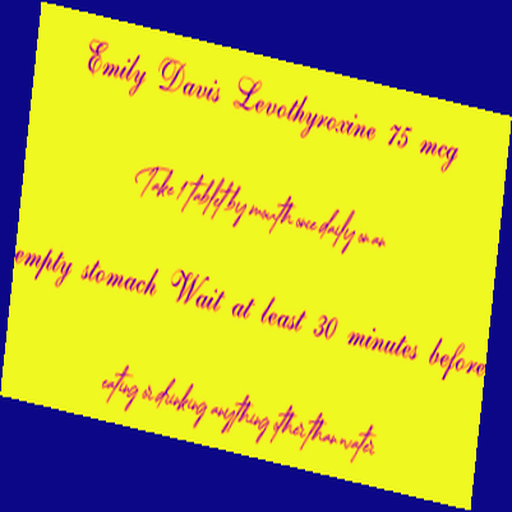 Emily Davis Levothyroxine 75 mcg
Take 1 tablet by mouth once daily on an
empty stomach Wait at least 30 minutes before
eating or drinking anything other than water